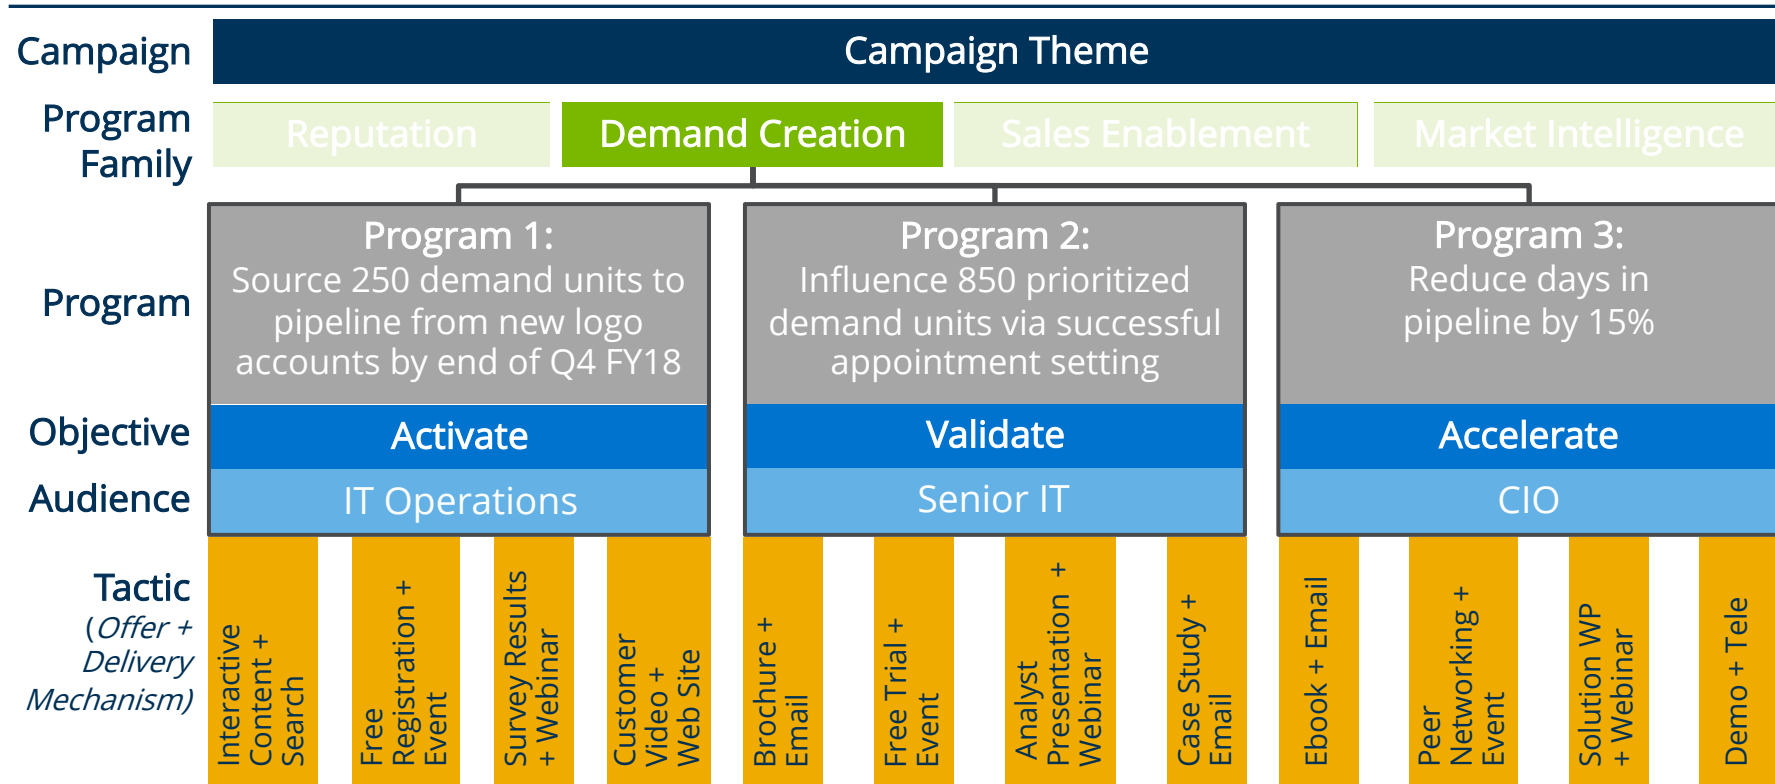 Campaign
Campaign Theme
Program
Family
Reputation
Demand Creation
Sales Enablement
Market Intelligence
Program
Program 1:
Source 250 demand units to
pipeline from new logo
accounts by end of Q4 FY18
Program 2:
Influence 850 prioritized
demand units via successful
appointment setting
Program 3:
Reduce days in
pipeline by 15%
Objective
Activate
Validate
Accelerate
Audience
IT Operations
Senior IT
CIO
Tactic
(Offer +
Delivery
Mechanism)
Interactive
Content +
Search
Free
Registration +
Event
Survey Results
+ Webinar
Customer
Video +
Web Site
Brochure +
Email
Free Trial +
Event
Analyst
Presentation +
Webinar
Case Study +
Email
Ebook + Email
Peer
Networking +
Event
Solution WP
+ Webinar
Demo + Tele